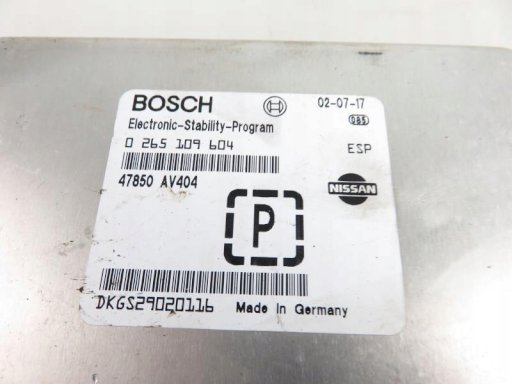 BOSCH 02-07-17
Electronic-Stability-Program
0 265 109 604 ESP
47850 AV404 NISSAN
P
DKGS29020116 Made in Germany